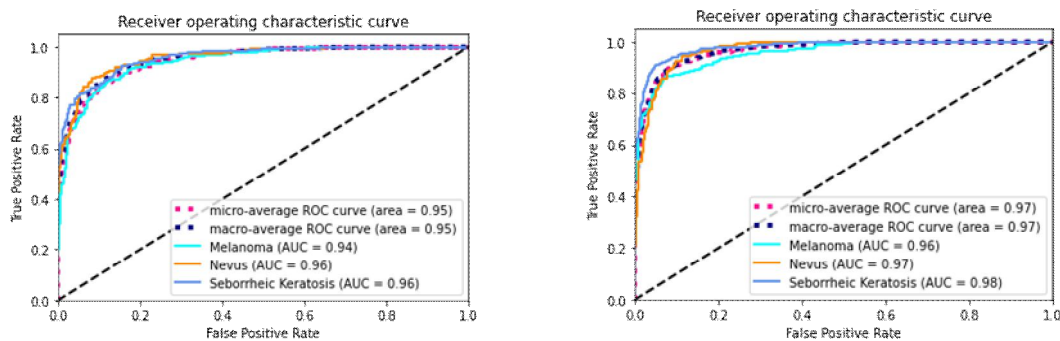 Receiver operating characteristic curve
1.0
0.8
0.6
0.4
0.2
0.0
True Positive Rate
micro-average ROC curve (area = 0.95)
macro-average ROC curve (area = 0.95)
Melanoma (AUC = 0.94)
Nevus (AUC = 0.96)
Seborrheic Keratosis (AUC = 0.96)
0.0 0.2 0.4 0.6 0.8 1.0
False Positive Rate
Receiver operating characteristic curve
1.0
0.8
0.6
0.4
0.2
0.0
True Positive Rate
micro-average ROC curve (area = 0.97)
macro-average ROC curve (area = 0.97)
Melanoma (AUC = 0.96)
Nevus (AUC = 0.97)
Seborrheic Keratosis (AUC = 0.98)
0.0 0.2 0.4 0.6 0.8 1.0
False Positive Rate